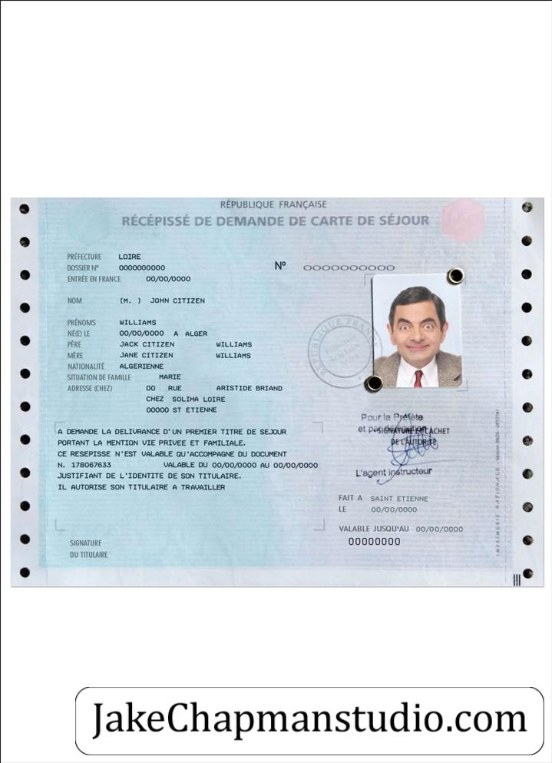 RÉPUBLIQUE FRANÇAISE
RÉCÉPISSÉ DE DEMANDE DE CARTE DE SÉJOUR
PRÉFECTURE LOIRE
DOSSIER Nº 0000000000
Nº 0000000000
ENTRÉE EN FRANCE 00/00/0000
NOM (M. ) JOHN CITIZEN
PRÉNOMS WILLIAMS
NÉ(E) LE 00/00/0000 A ALGER
PÈRE JACK CITIZEN WILLIAMS
MÈRE JANE CITIZEN WILLIAMS
NATIONALITÉ ALGERIENNE
SITUATION DE FAMILLE MARIE
ADRESSE (CHEZ) 00 RUE ARISTIDE BRIAND
CHEZ SOLIHA LOIRE
00000 ST ETIENNE
A DEMANDE LA DELIVRANCE D'UN PREMIER TITRE DE SEJOUR
PORTANT LA MENTION VIE PRIVEE ET FAMILIALE.
CE RESEPISSE N'EST VALABLE QU'ACCOMPAGNE DU DOCUMENT
N. 178067633 VALABLE DU 00/00/0000 AU 00/00/0000
JUSTIFIANT DE L'IDENTITE DE SON TITULAIRE.
IL AUTORISE SON TITULAIRE A TRAVAILLER
Pour le Préfète
et par délégation
SIGNATURE ET CACHET
DE L'AUTORITÉ
L'agent instructeur
FAIT A SAINT ETIENNE
LE 00/00/0000
VALABLE JUSQU'AU 00/00/0000
00000000
SIGNATURE
DU TITULAIRE
JakeChapmanstudio.com